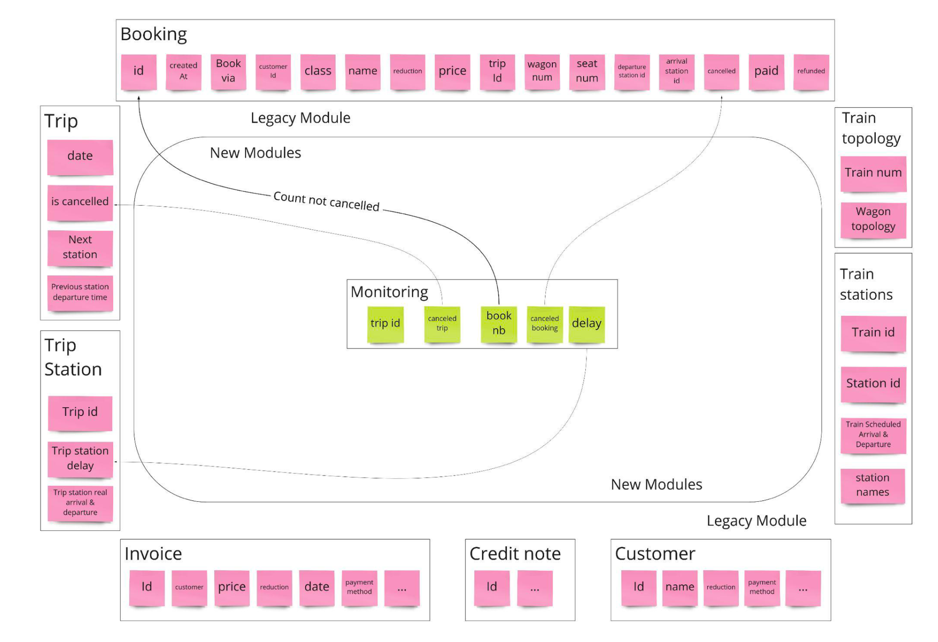 Booking
id
created
At
Book
via
customer
Id
class
name
reduction
price
trip
Id
wagon
num
seat
num
departure
station id
arrival
station
id
cancelled
paid
refunded
Legacy Module
New Modules
Trip
date
is cancelled
Next
station
Previous station
departure time
Train
topology
Train num
Wagon
topology
Count not cancelled
Monitoring
trip id
canceled
trip
book
nb
canceled
booking
delay
Train
stations
Train id
Station id
Train Scheduled
Arrival &
Departure
station
names
Trip
Station
Trip id
Trip station
delay
Trip station real
arrival &
departure
New Modules
Legacy Module
Invoice
Id
customer
price
reduction
date
payment
method
...
Credit note
Id
...
Customer
Id
name
reduction
payment
method
...